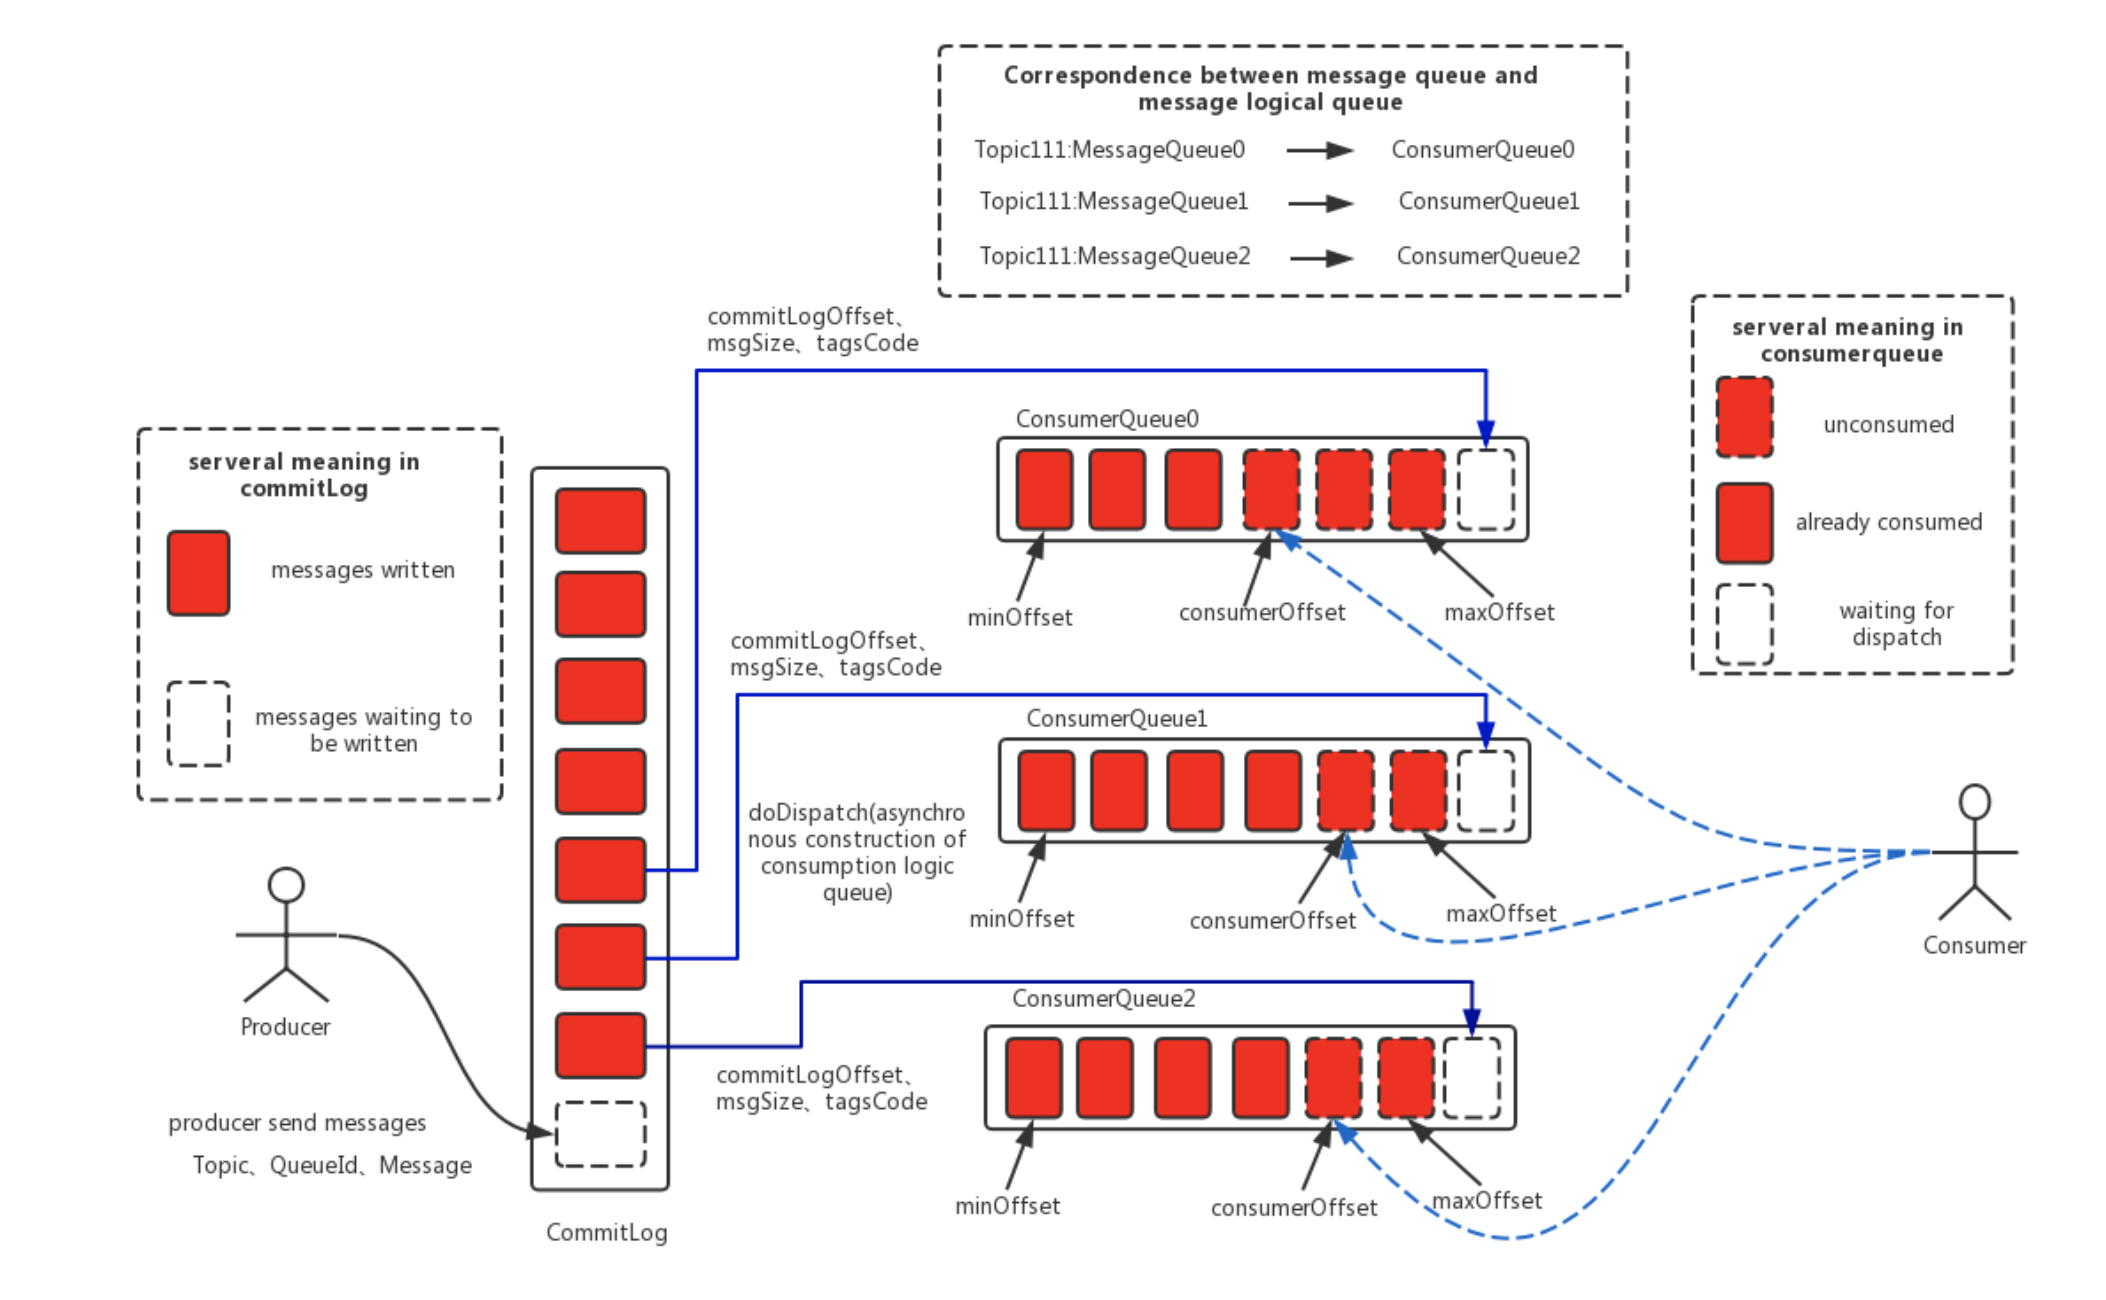 Correspondence between message queue and
message logical queue
Topic111:MessageQueue0
ConsumerQueue0
Topic111:MessageQueue1
ConsumerQueue1
Topic111:MessageQueue2
ConsumerQueue2
serveral meaning in
consumerqueue
unconsumed
already consumed
waiting for
dispatch
serveral meaning in
commitLog
messages written
messages waiting to
be written
commitLogOffset、
msgSize、tagsCode
ConsumerQueue0
minOffset
consumerOffset
maxOffset
commitLogOffset、
msgSize、tagsCode
ConsumerQueue1
doDispatch(asynchro
nous construction of
consumption logic
queue)
minOffset
consumerOffset
maxOffset
Consumer
ConsumerQueue2
commitLogOffset、
msgSize、tagsCode
minOffset
consumerOffset
maxOffset
Producer
producer send messages
Topic、QueueId、Message
CommitLog